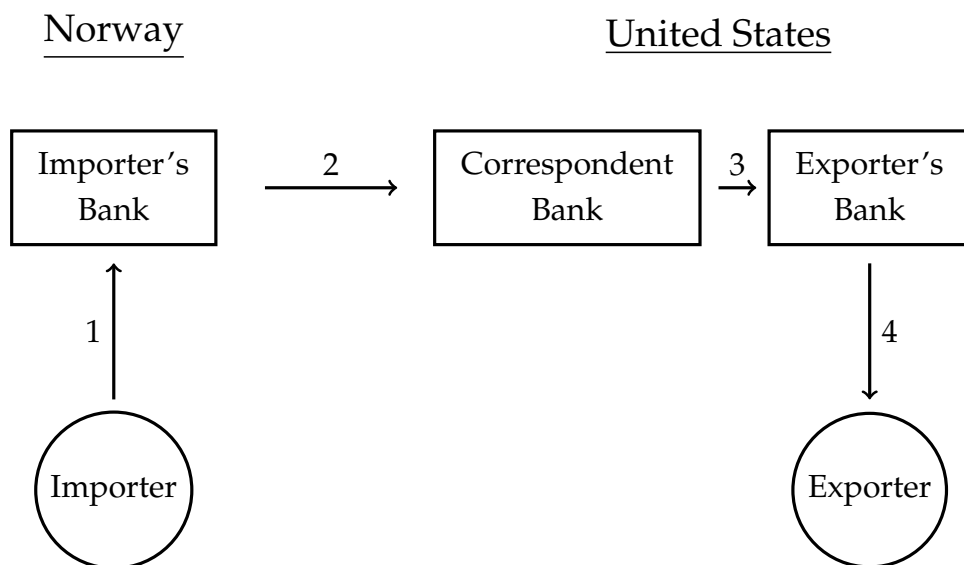 Norway
United States
Importer's
Bank
2
Correspondent
Bank
3
Exporter's
Bank
1
4
Importer
Exporter